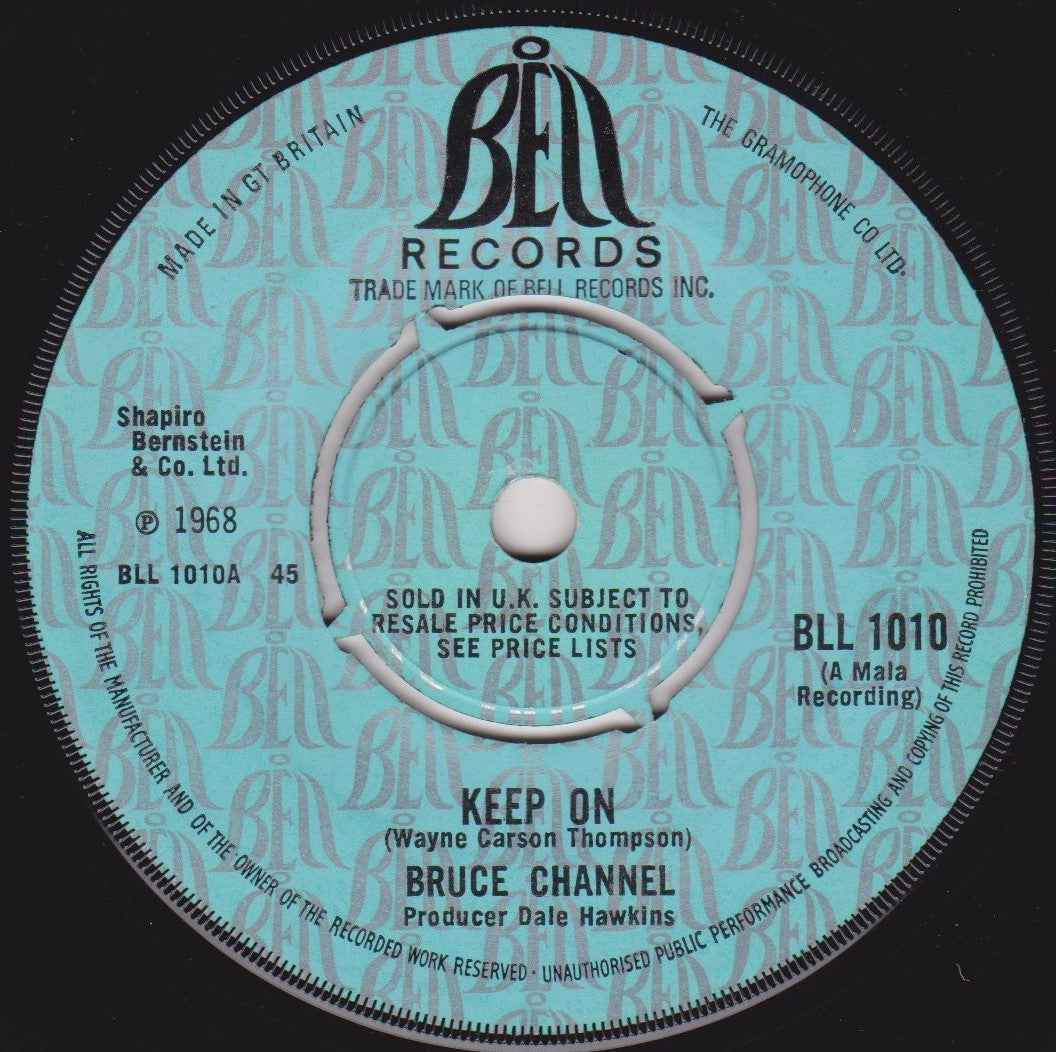 BELL
RECORDS
TRADE MARK OF BELL RECORDS INC.
MADE IN GT BRITAIN
THE GRAMOPHONE CO LTD.
Shapiro
Bernstein
& Co. Ltd.
℗ 1968
BLL 1010A 45
SOLD IN U.K. SUBJECT TO
RESALE PRICE CONDITIONS,
SEE PRICE LISTS
BLL 1010
(A Mala
Recording)
KEEP ON
(Wayne Carson Thompson)
BRUCE CHANNEL
Producer Dale Hawkins
ALL RIGHTS OF THE MANUFACTURER AND OF THE OWNER OF THE RECORDED WORK RESERVED · UNAUTHORISED PUBLIC PERFORMANCE BROADCASTING AND COPYING OF THIS RECORD PROHIBITED